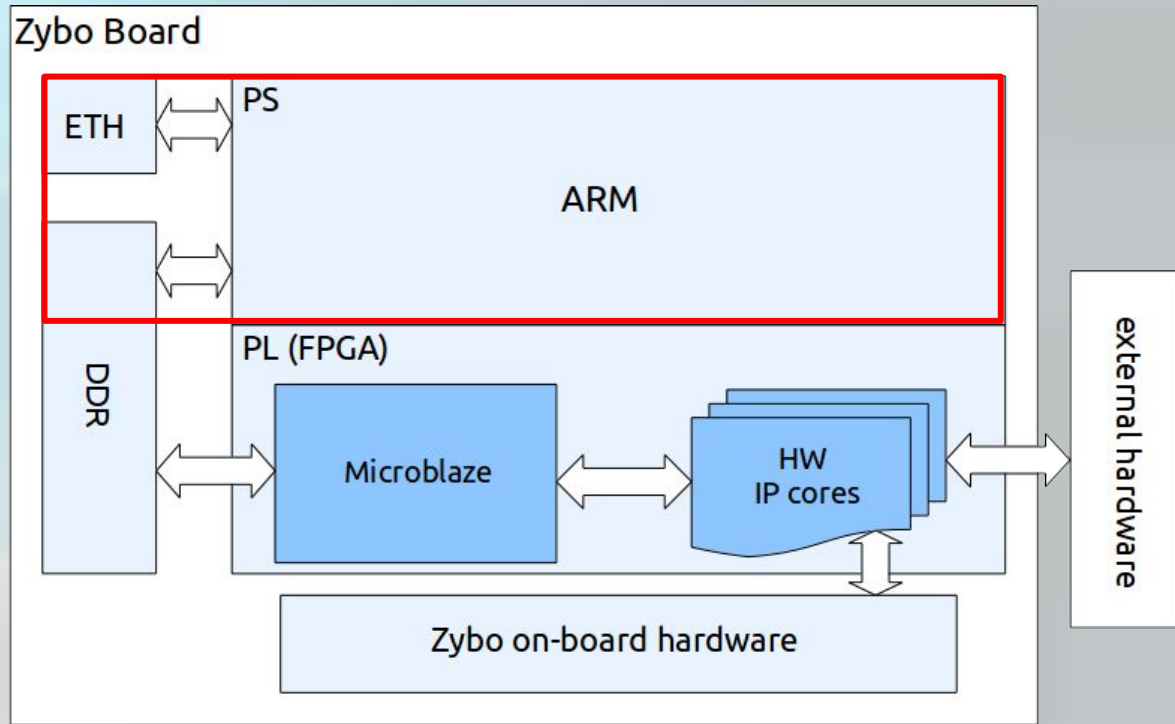 Zybo Board
ETH
PS
ARM
DDR
PL (FPGA)
Microblaze
HW
IP cores
external hardware
Zybo on-board hardware